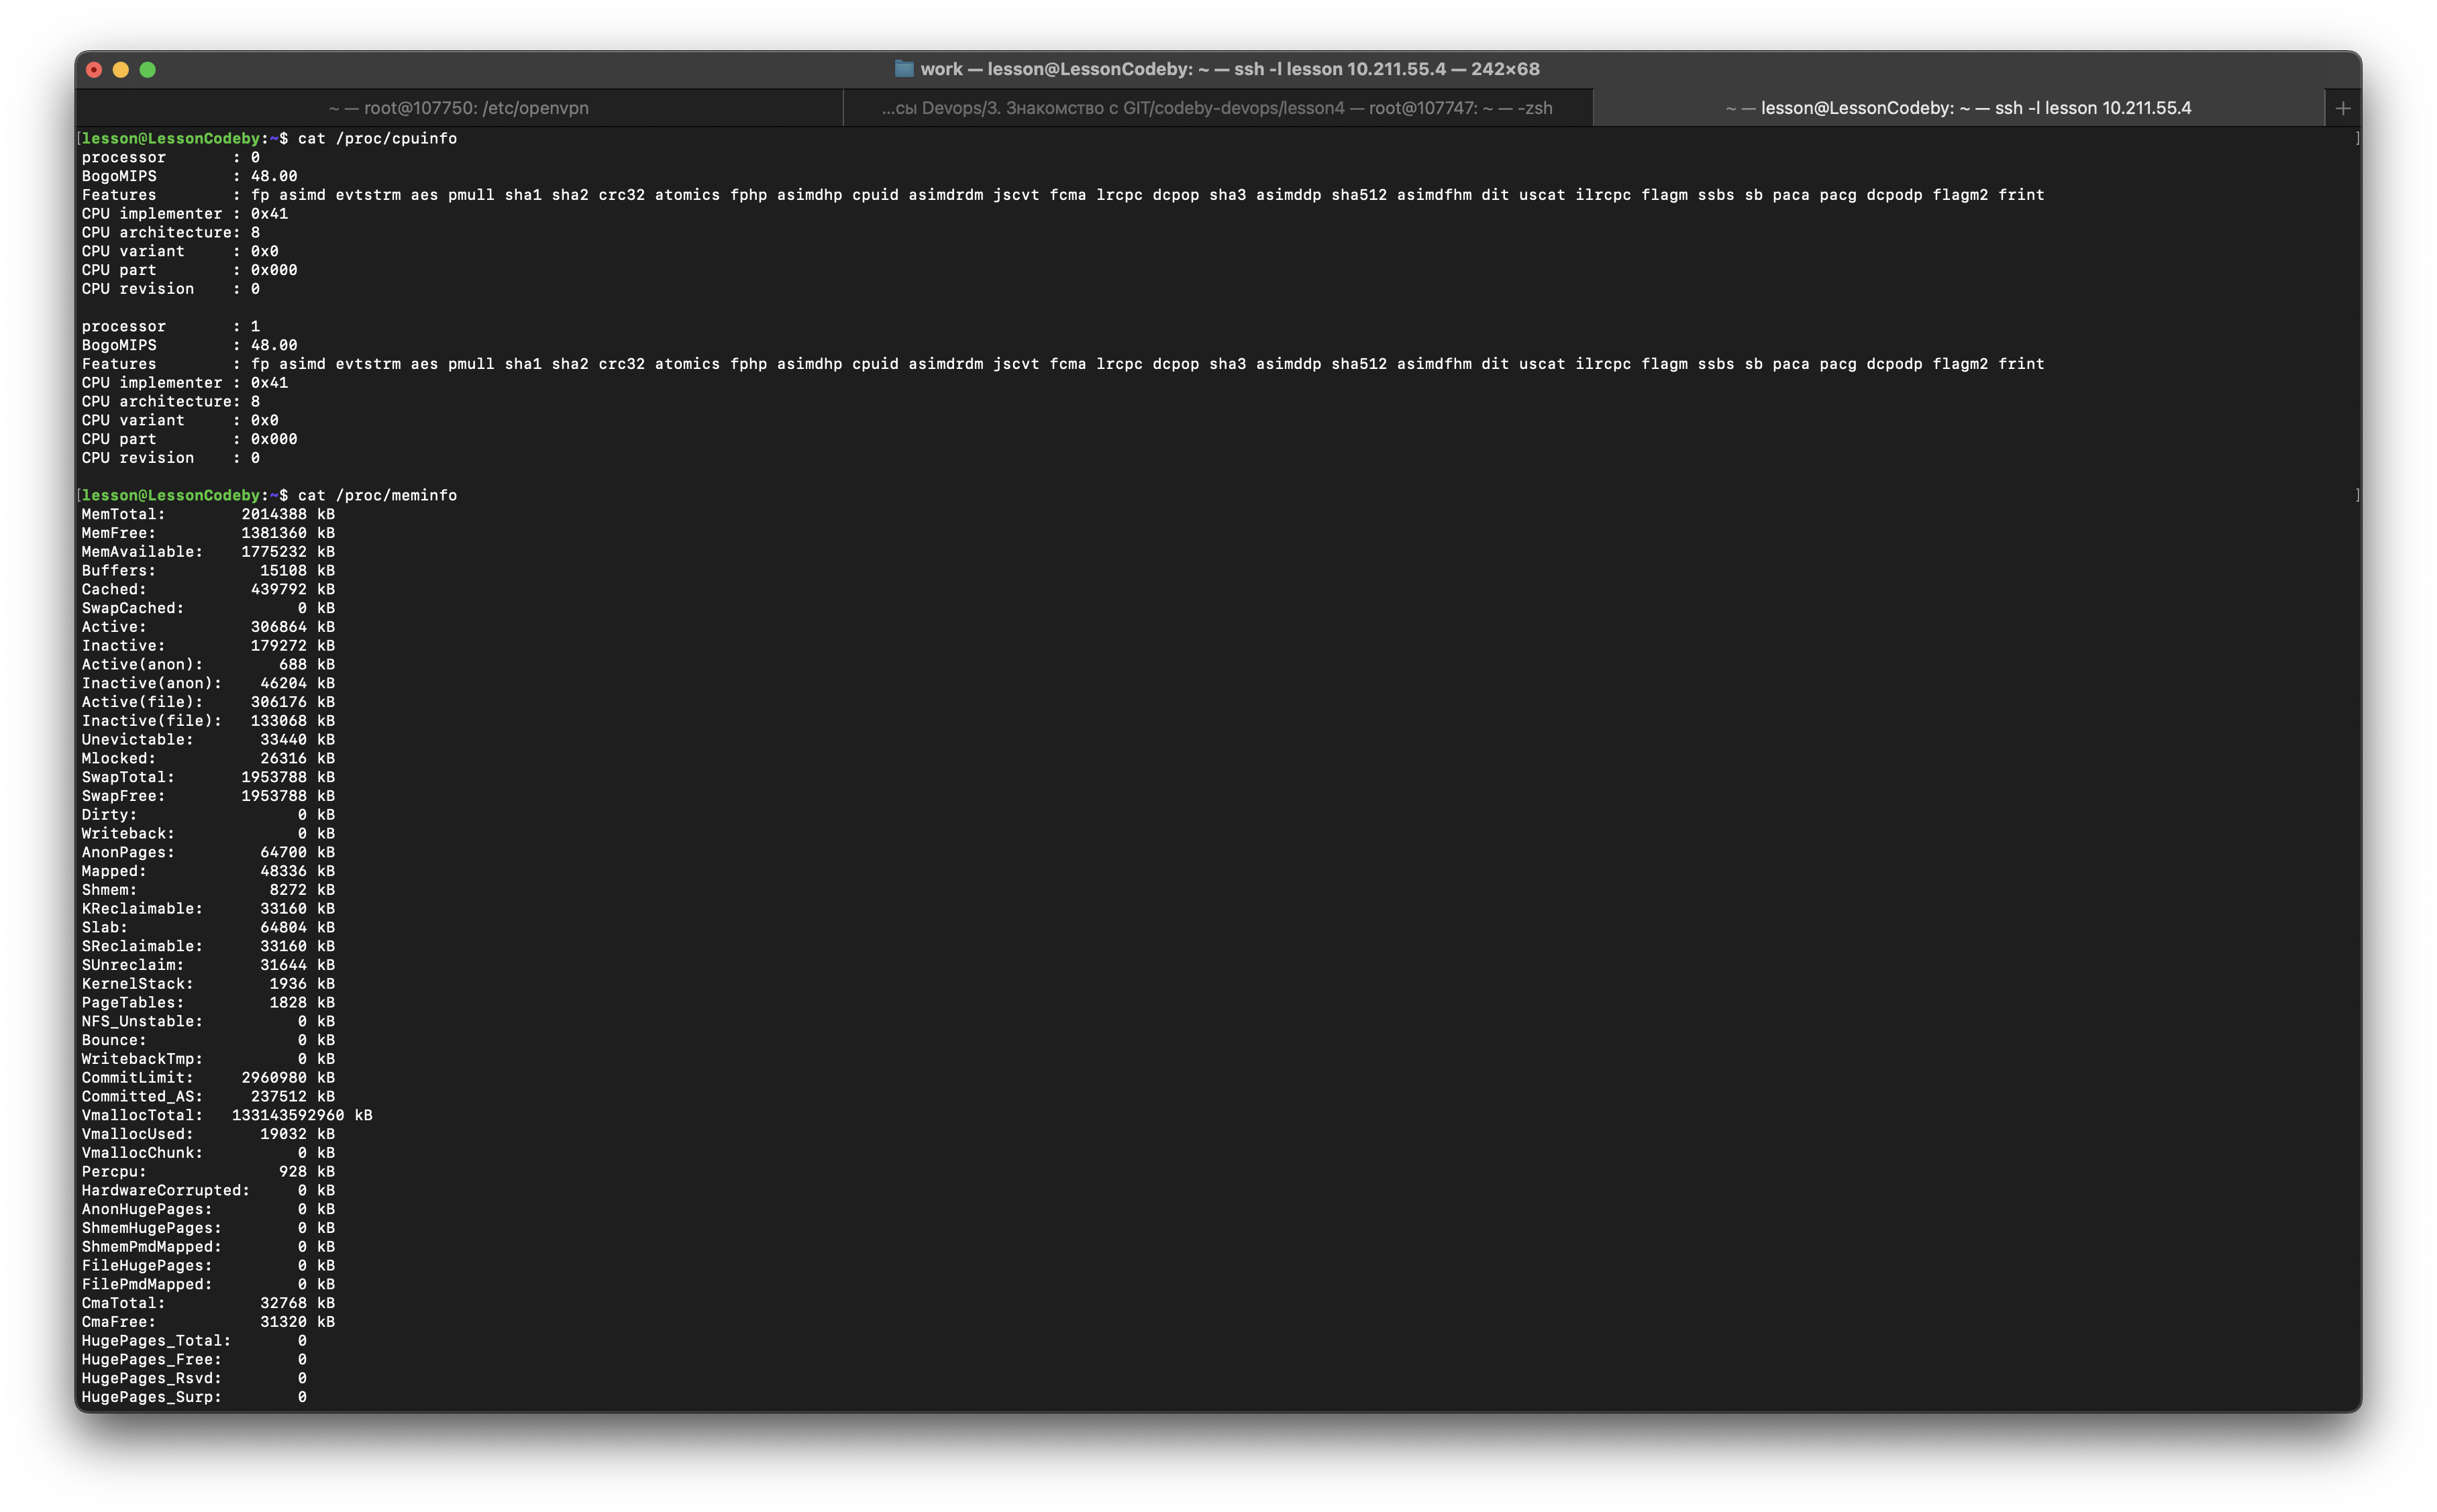 work — lesson@LessonCodeby: ~ — ssh -l lesson 10.211.55.4 — 242×68
~ — root@107750: /etc/openvpn
...сы Devops/3. Знакомство с GIT/codeby-devops/lesson4 — root@107747: ~ — -zsh
~ — lesson@LessonCodeby: ~ — ssh -l lesson 10.211.55.4
[lesson@LessonCodeby:~$ cat /proc/cpuinfo ]
processor : 0
BogoMIPS : 48.00
Features : fp asimd evtstrm aes pmull sha1 sha2 crc32 atomics fphp asimdhp cpuid asimdrdm jscvt fcma lrcpc dcpop sha3 asimddp sha512 asimdfhm dit uscat ilrcpc flagm ssbs sb paca pacg dcpodp flagm2 frint
CPU implementer : 0x41
CPU architecture: 8
CPU variant : 0x0
CPU part : 0x000
CPU revision : 0
processor : 1
BogoMIPS : 48.00
Features : fp asimd evtstrm aes pmull sha1 sha2 crc32 atomics fphp asimdhp cpuid asimdrdm jscvt fcma lrcpc dcpop sha3 asimddp sha512 asimdfhm dit uscat ilrcpc flagm ssbs sb paca pacg dcpodp flagm2 frint
CPU implementer : 0x41
CPU architecture: 8
CPU variant : 0x0
CPU part : 0x000
CPU revision : 0
[lesson@LessonCodeby:~$ cat /proc/meminfo ]
MemTotal: 2014388 kB
MemFree: 1381360 kB
MemAvailable: 1775232 kB
Buffers: 15108 kB
Cached: 439792 kB
SwapCached: 0 kB
Active: 306864 kB
Inactive: 179272 kB
Active(anon): 688 kB
Inactive(anon): 46204 kB
Active(file): 306176 kB
Inactive(file): 133068 kB
Unevictable: 33440 kB
Mlocked: 26316 kB
SwapTotal: 1953788 kB
SwapFree: 1953788 kB
Dirty: 0 kB
Writeback: 0 kB
AnonPages: 64700 kB
Mapped: 48336 kB
Shmem: 8272 kB
KReclaimable: 33160 kB
Slab: 64804 kB
SReclaimable: 33160 kB
SUnreclaim: 31644 kB
KernelStack: 1936 kB
PageTables: 1828 kB
NFS_Unstable: 0 kB
Bounce: 0 kB
WritebackTmp: 0 kB
CommitLimit: 2960980 kB
Committed_AS: 237512 kB
VmallocTotal: 133143592960 kB
VmallocUsed: 19032 kB
VmallocChunk: 0 kB
Percpu: 928 kB
HardwareCorrupted: 0 kB
AnonHugePages: 0 kB
ShmemHugePages: 0 kB
ShmemPmdMapped: 0 kB
FileHugePages: 0 kB
FilePmdMapped: 0 kB
CmaTotal: 32768 kB
CmaFree: 31320 kB
HugePages_Total: 0
HugePages_Free: 0
HugePages_Rsvd: 0
HugePages_Surp: 0